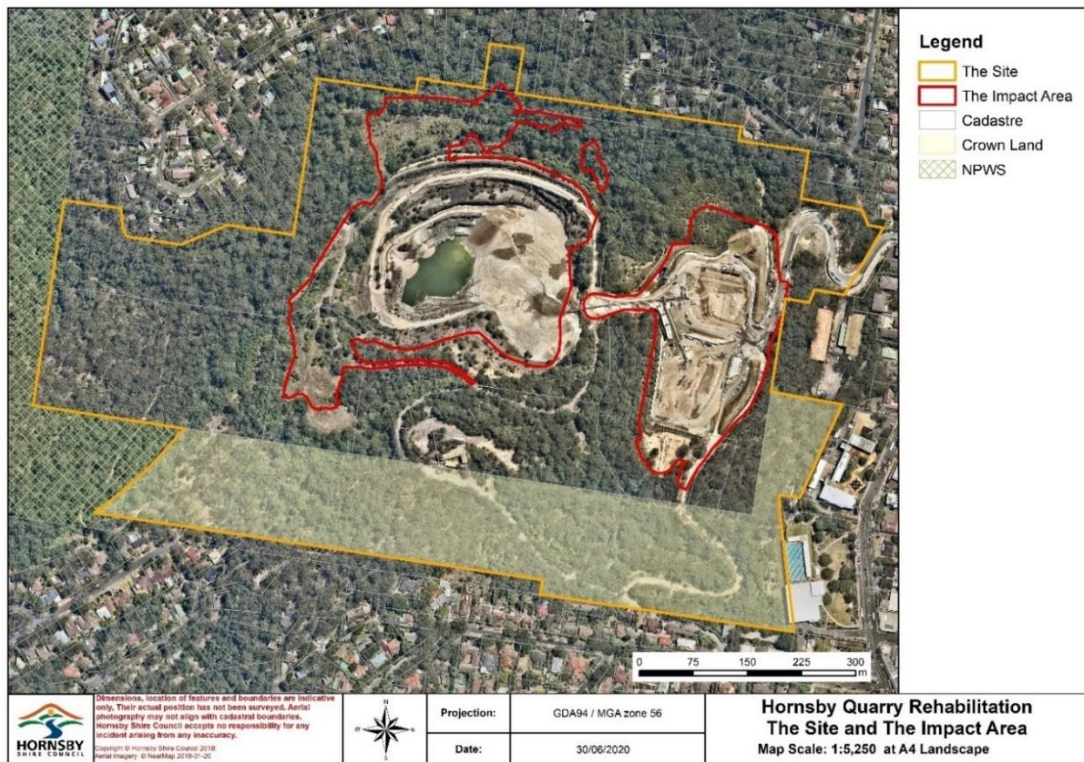 Legend
The Site
The Impact Area
Cadastre
Crown Land
NPWS
0 75 150 225 300
m
HORNSBY
SHIRE COUNCIL
Dimensions, location of features and boundaries are indicative
only. Their actual position has not been surveyed. Aerial
photography may not align with cadastral boundaries.
Hornsby Shire Council accepts no responsibility for any
incident arising from any inaccuracy.
Copyright © Hornsby Shire Council 2019;
Aerial Imagery: © NearMap
Projection:
GDA94 / MGA zone 56
Date:
30/06/2020
Hornsby Quarry Rehabilitation
The Site and The Impact Area
Map Scale: 1:5,250 at A4 Landscape